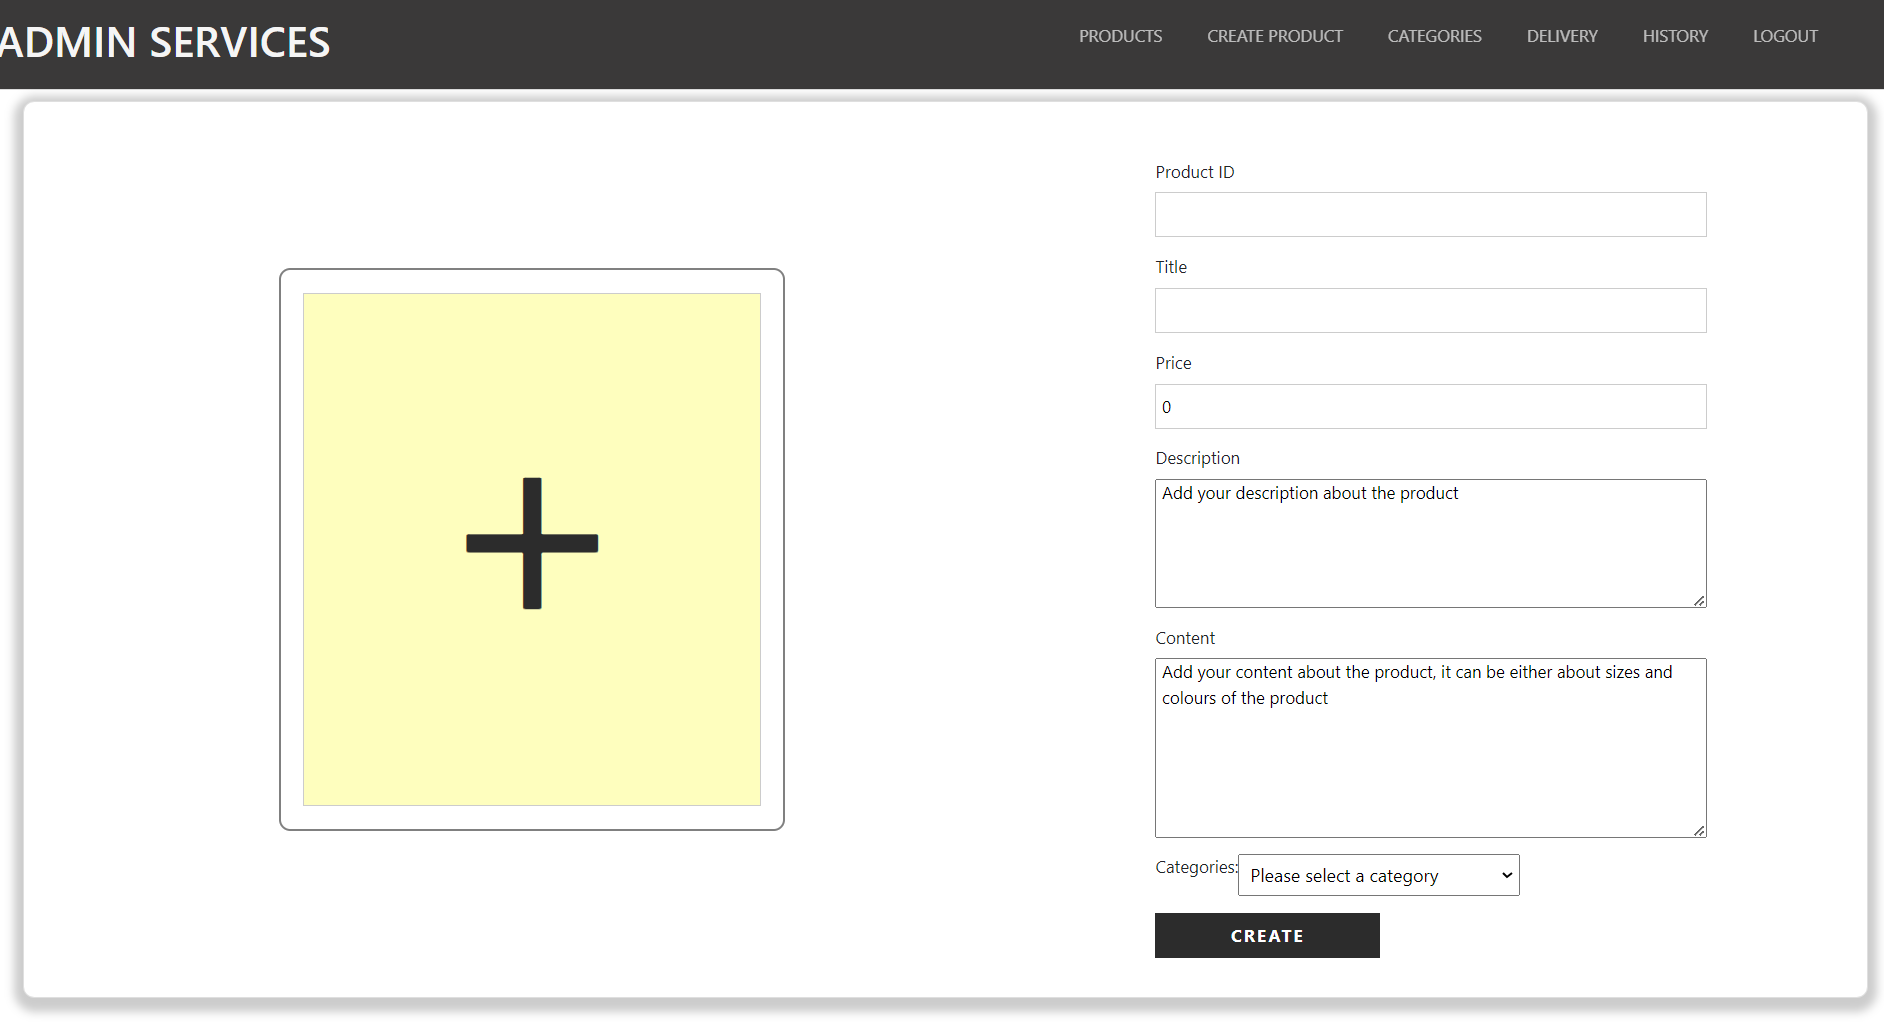 ADMIN SERVICES
PRODUCTS CREATE PRODUCT CATEGORIES DELIVERY HISTORY LOGOUT
Product ID
Title
Price
0
Description
Add your description about the product
Content
Add your content about the product, it can be either about sizes and
colours of the product
Categories: Please select a category
CREATE